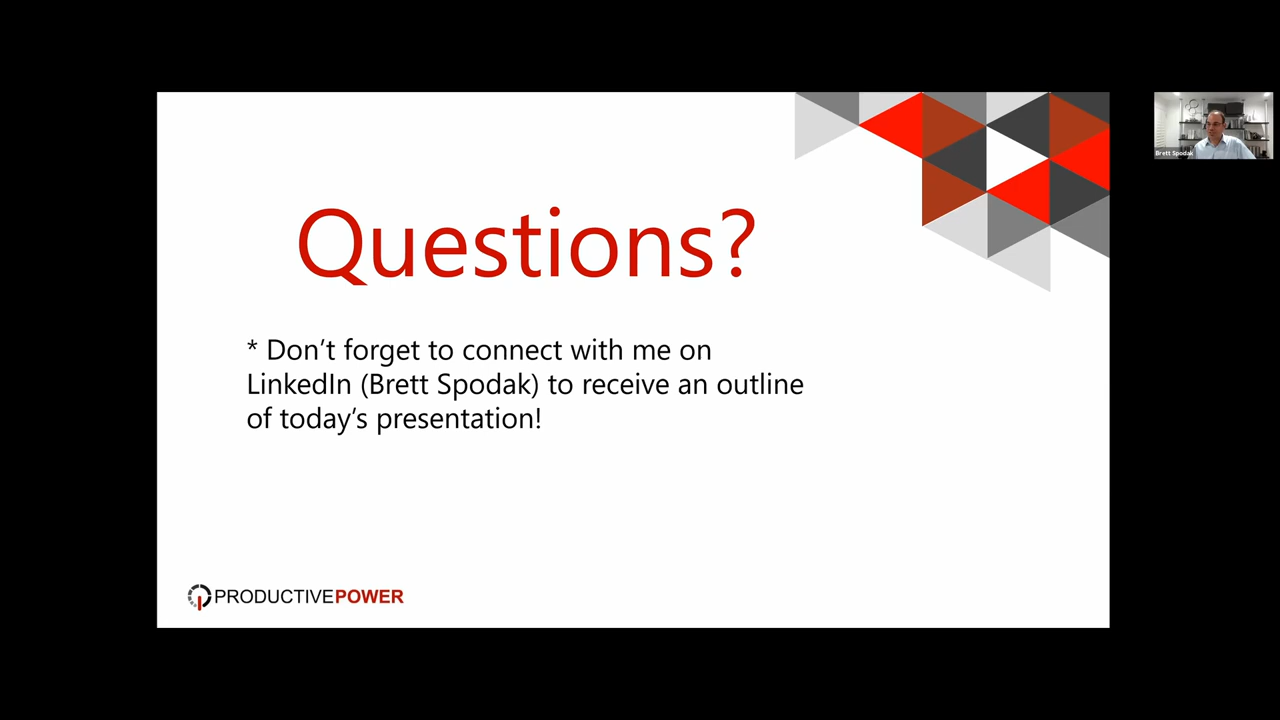 Questions?
* Don’t forget to connect with me on
LinkedIn (Brett Spodak) to receive an outline
of today’s presentation!
PRODUCTIVEPOWER
Brett Spodak